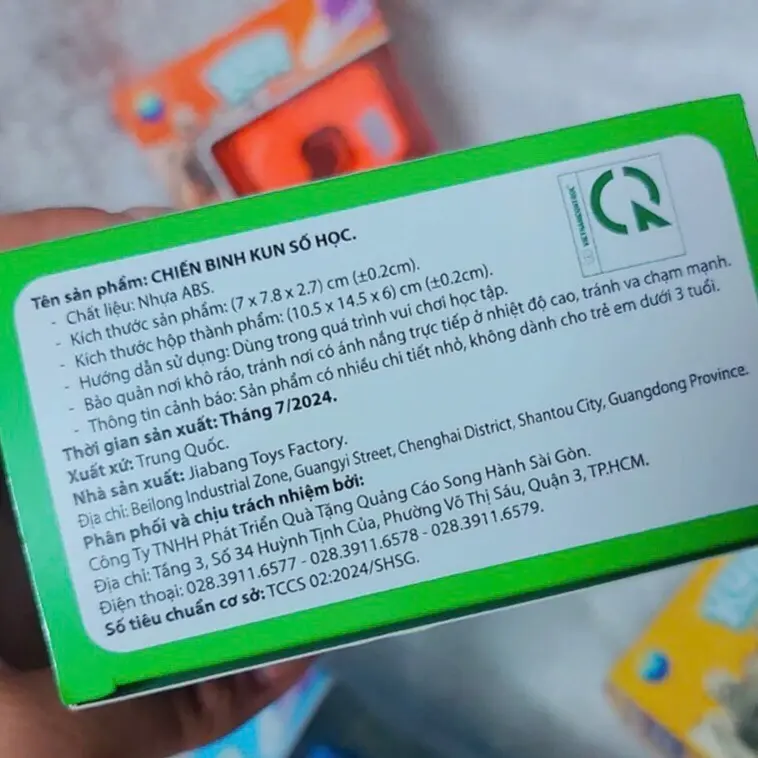 Tên sản phẩm: CHIẾN BINH KUN SỐ HỌC.
- Chất liệu: Nhựa ABS.
- Kích thước sản phẩm: (7 x 7.8 x 2.7) cm (±0.2cm).
- Kích thước hộp thành phẩm: (10.5 x 14.5 x 6) cm (±0.2cm).
- Hướng dẫn sử dụng: Dùng trong quá trình vui chơi học tập.
- Bảo quản nơi khô ráo, tránh nơi có ánh nắng trực tiếp ở nhiệt độ cao, tránh va chạm mạnh.
- Thông tin cảnh báo: Sản phẩm có nhiều chi tiết nhỏ, không dành cho trẻ em dưới 3 tuổi.
Thời gian sản xuất: Tháng 7/2024.
Xuất xứ: Trung Quốc.
Nhà sản xuất: Jiabang Toys Factory.
Địa chỉ: Beilong Industrial Zone, Guangyi Street, Chenghai District, Shantou City, Guangdong Province.
Phân phối và chịu trách nhiệm bởi:
Công Ty TNHH Phát Triển Quà Tặng Quảng Cáo Song Hành Sài Gòn.
Địa chỉ: Tầng 3, Số 34 Huỳnh Tịnh Của, Phường Võ Thị Sáu, Quận 3, TP.HCM.
Điện thoại: 028.3911.6577 - 028.3911.6578 - 028.3911.6579.
Số tiêu chuẩn cơ sở: TCCS 02:2024/SHSG.